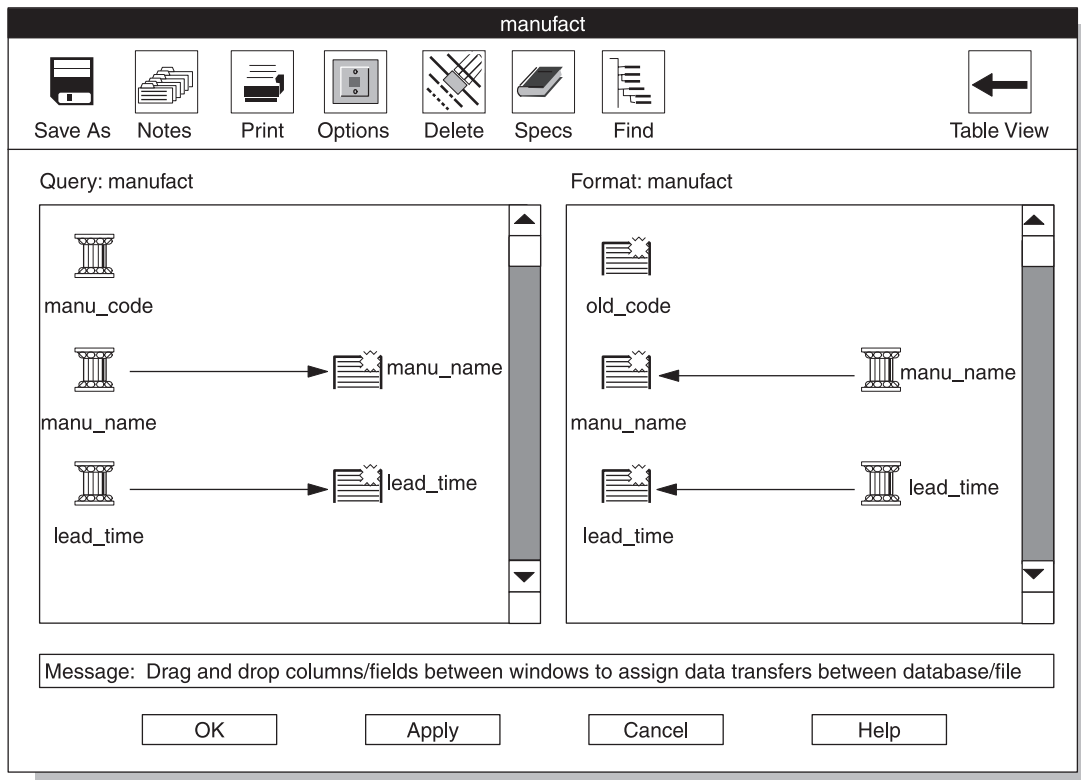 manufact
Save As Notes Print Options Delete Specs Find Table View
Query: manufact Format: manufact
manu_code old_code
manu_name manu_name
manu_name manu_name
lead_time lead_time
lead_time lead_time
Message: Drag and drop columns/fields between windows to assign data transfers between database/file
OK Apply Cancel Help